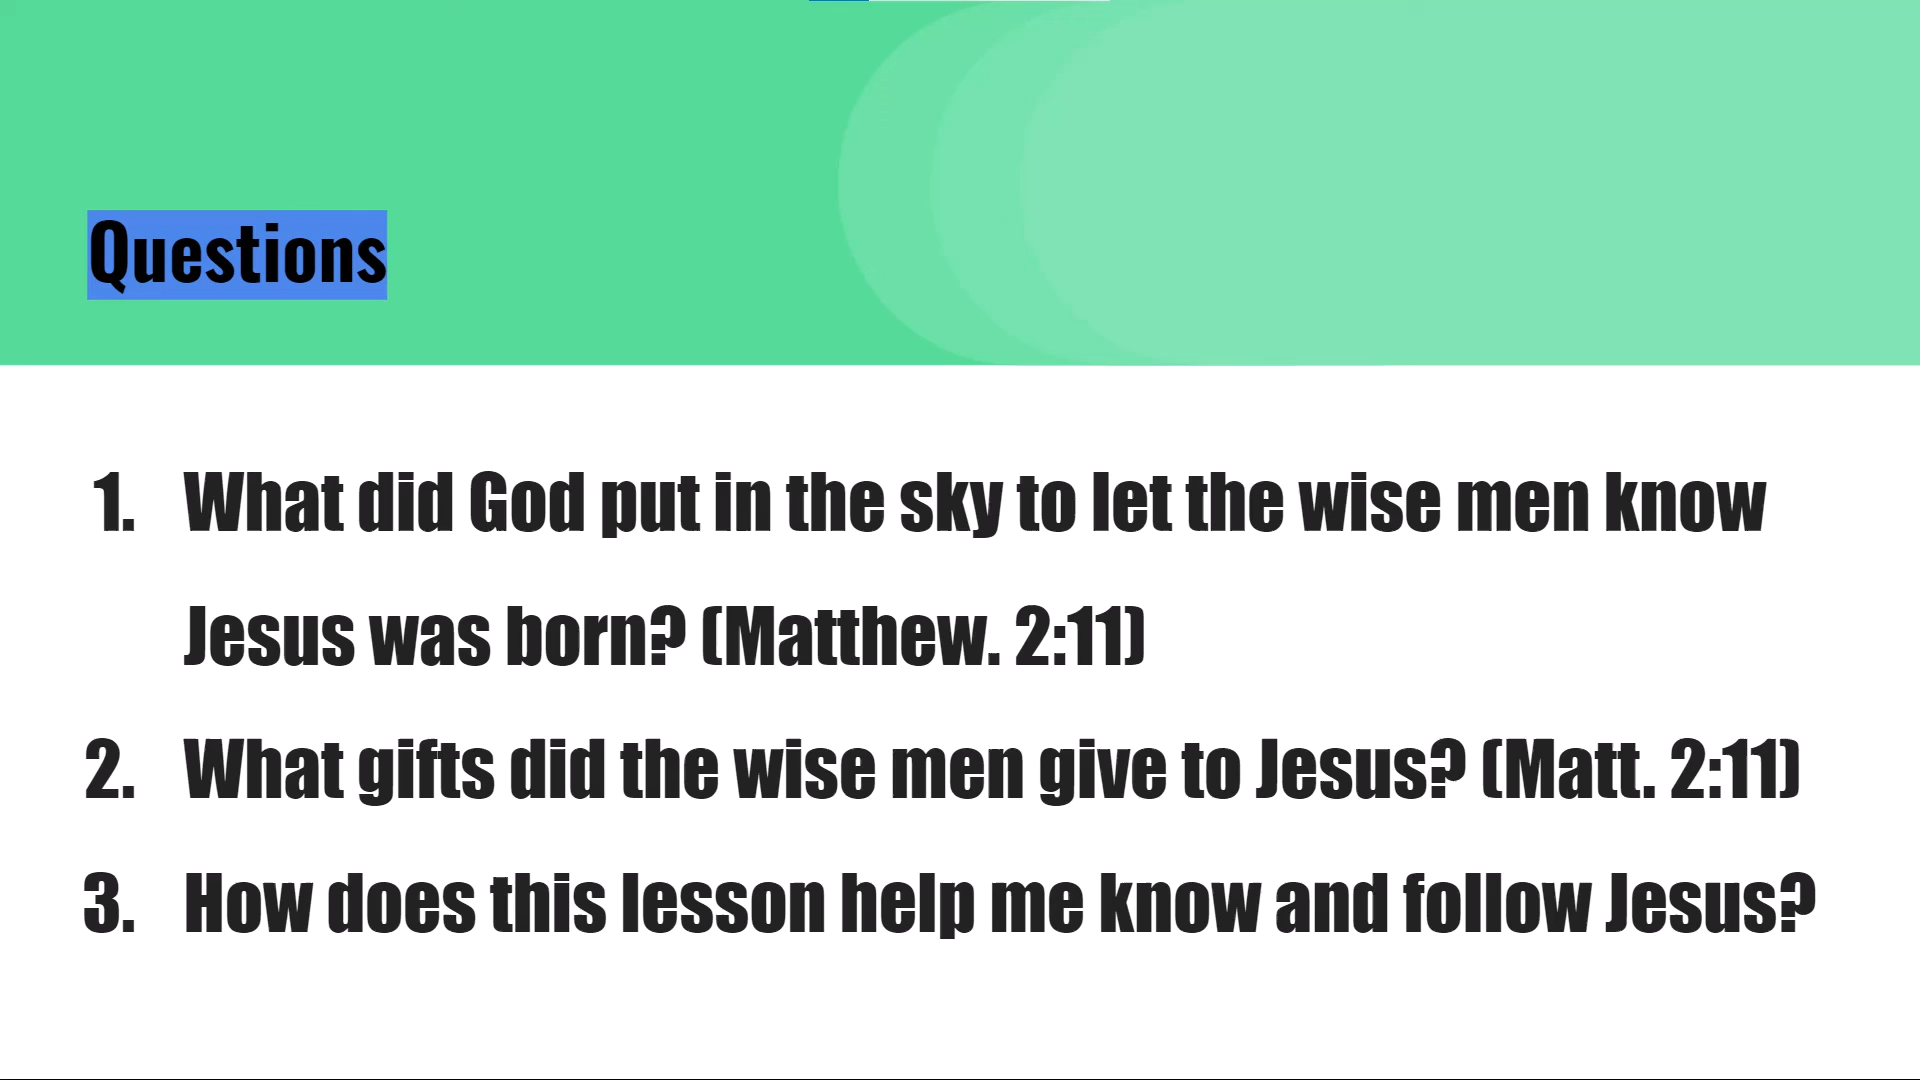 Questions
1. What did God put in the sky to let the wise men know
Jesus was born? (Matthew. 2:11)
2. What gifts did the wise men give to Jesus? (Matt. 2:11)
3. How does this lesson help me know and follow Jesus?